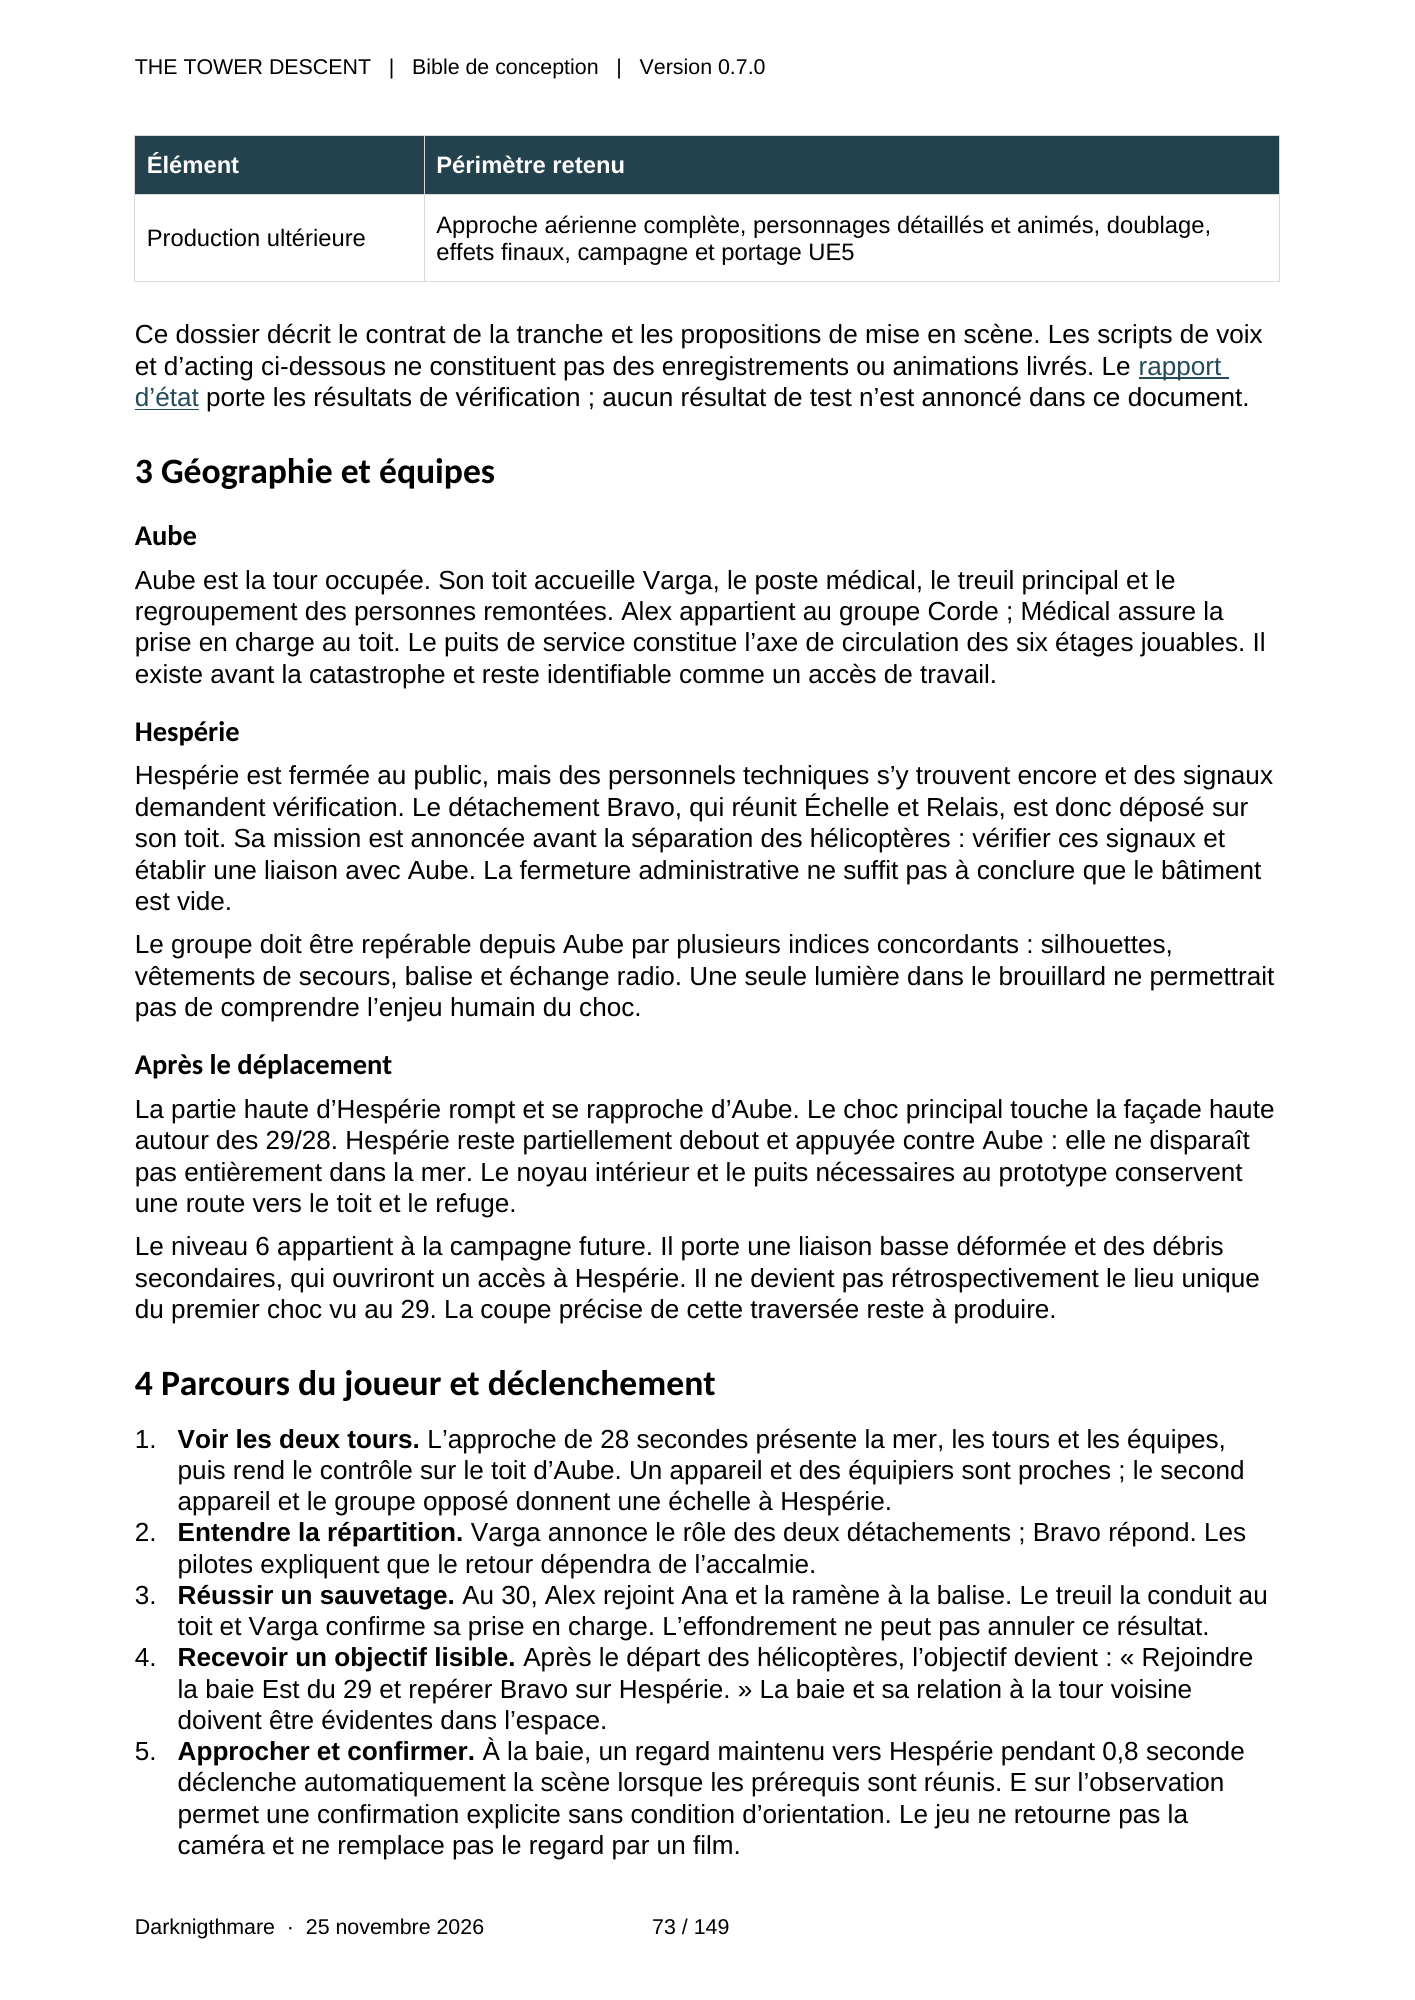 THE TOWER DESCENT | Bible de conception | Version 0.7.0
Élément
Périmètre retenu
Production ultérieure
Approche aérienne complète, personnages détaillés et animés, doublage,
effets finaux, campagne et portage UE5
Ce dossier décrit le contrat de la tranche et les propositions de mise en scène. Les scripts de voix
et d’acting ci-dessous ne constituent pas des enregistrements ou animations livrés. Le rapport
d’état porte les résultats de vérification ; aucun résultat de test n’est annoncé dans ce document.
3 Géographie et équipes
Aube
Aube est la tour occupée. Son toit accueille Varga, le poste médical, le treuil principal et le
regroupement des personnes remontées. Alex appartient au groupe Corde ; Médical assure la
prise en charge au toit. Le puits de service constitue l’axe de circulation des six étages jouables. Il
existe avant la catastrophe et reste identifiable comme un accès de travail.
Hespérie
Hespérie est fermée au public, mais des personnels techniques s’y trouvent encore et des signaux
demandent vérification. Le détachement Bravo, qui réunit Échelle et Relais, est donc déposé sur
son toit. Sa mission est annoncée avant la séparation des hélicoptères : vérifier ces signaux et
établir une liaison avec Aube. La fermeture administrative ne suffit pas à conclure que le bâtiment
est vide.
Le groupe doit être repérable depuis Aube par plusieurs indices concordants : silhouettes,
vêtements de secours, balise et échange radio. Une seule lumière dans le brouillard ne permettrait
pas de comprendre l’enjeu humain du choc.
Après le déplacement
La partie haute d’Hespérie rompt et se rapproche d’Aube. Le choc principal touche la façade haute
autour des 29/28. Hespérie reste partiellement debout et appuyée contre Aube : elle ne disparaît
pas entièrement dans la mer. Le noyau intérieur et le puits nécessaires au prototype conservent
une route vers le toit et le refuge.
Le niveau 6 appartient à la campagne future. Il porte une liaison basse déformée et des débris
secondaires, qui ouvriront un accès à Hespérie. Il ne devient pas rétrospectivement le lieu unique
du premier choc vu au 29. La coupe précise de cette traversée reste à produire.
4 Parcours du joueur et déclenchement
1. Voir les deux tours. L’approche de 28 secondes présente la mer, les tours et les équipes,
puis rend le contrôle sur le toit d’Aube. Un appareil et des équipiers sont proches ; le second
appareil et le groupe opposé donnent une échelle à Hespérie.
2. Entendre la répartition. Varga annonce le rôle des deux détachements ; Bravo répond. Les
pilotes expliquent que le retour dépendra de l’accalmie.
3. Réussir un sauvetage. Au 30, Alex rejoint Ana et la ramène à la balise. Le treuil la conduit au
toit et Varga confirme sa prise en charge. L’effondrement ne peut pas annuler ce résultat.
4. Recevoir un objectif lisible. Après le départ des hélicoptères, l’objectif devient : « Rejoindre
la baie Est du 29 et repérer Bravo sur Hespérie. » La baie et sa relation à la tour voisine
doivent être évidentes dans l’espace.
5. Approcher et confirmer. À la baie, un regard maintenu vers Hespérie pendant 0,8 seconde
déclenche automatiquement la scène lorsque les prérequis sont réunis. E sur l’observation
permet une confirmation explicite sans condition d’orientation. Le jeu ne retourne pas la
caméra et ne remplace pas le regard par un film.
Darknigthmare · 25 novembre 2026
73 / 149